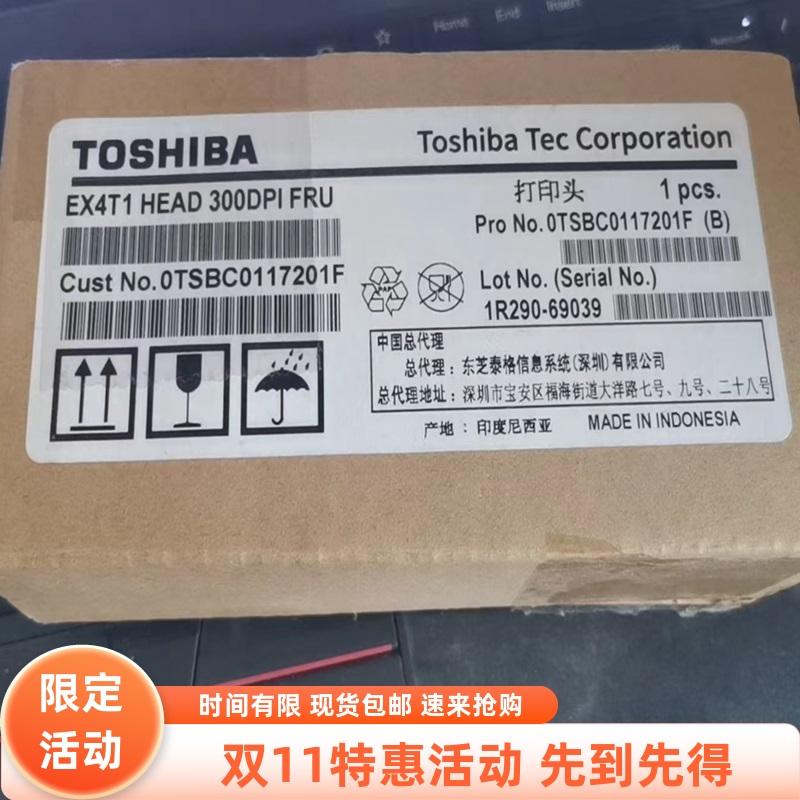 Home End Insert
TOSHIBA Toshiba Tec Corporation
EX4T1 HEAD 300DPI FRU 打印头 1 pcs.
Pro No.0TSBC0117201F (B)
Cust No.0TSBC0117201F PAP Lot No. (Serial No.)
1R290-69039
中国总代理
总代理: 东芝泰格信息系统(深圳)有限公司
总代理地址: 深圳市宝安区福海街道大洋路七号、九号、二十八号
产地: 印度尼西亚 MADE IN INDONESIA
限定
活动
时间有限 现货包邮 速来抢购
双11特惠活动 先到先得